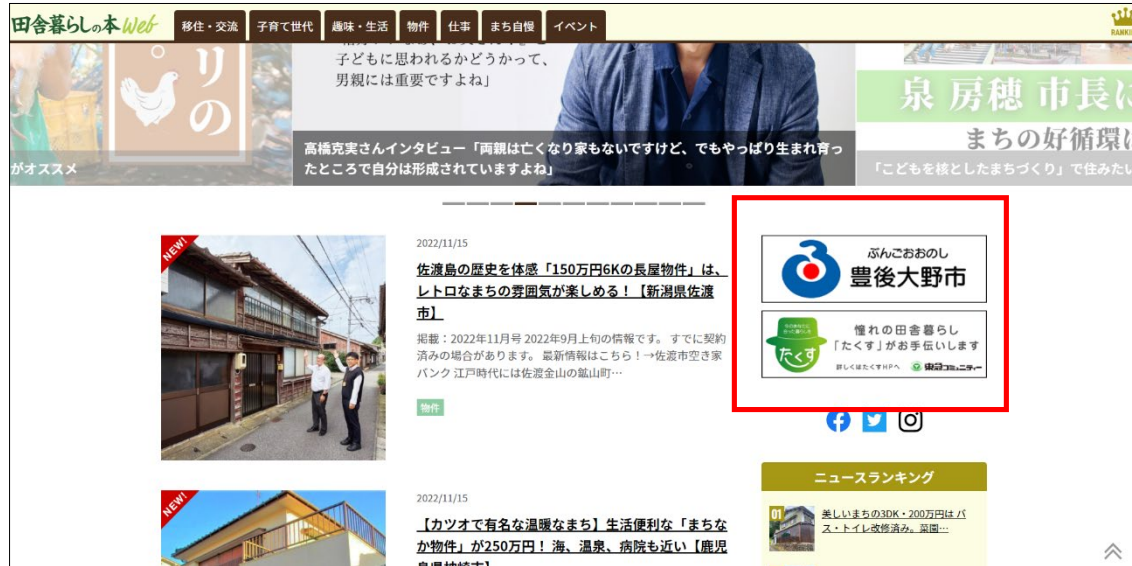 田舎暮らしの本Web
移住・交流
子育て世代
趣味・生活
物件
仕事
まち自慢
イベント
子どもに思われるかどうかって、
男親には重要ですよね」
リ
の
泉 房穂 市長に
まちの好循環
がオススメ
高橋克実さんインタビュー「両親は亡くなり家もないですけど、でもやっぱり生まれ育っ
たところで自分は形成されていますよね」
「こどもを核としたまちづくり」で住みたい
NEW!
2022/11/15
佐渡島の歴史を体感「150万円6Kの長屋物件」は、
レトロなまちの雰囲気が楽しめる!【新潟県佐渡
市】
掲載：2022年11月号 2022年9月上旬の情報です。 すでに契約
済みの場合があります。 最新情報はこちら！→佐渡市空き家
バンク 江戸時代には佐渡金山の鉱山町…
物件
ぶんごおおのし
豊後大野市
たくす
憧れの田舎暮らし
「たくす」がお手伝いします
詳しくはたくすHPへ
東急コミュニティー
ニュースランキング
01
美しいまちの3DK・200万円は バ
ス・トイレ改修済み。菜園…
NEW!
2022/11/15
【カツオで有名な温暖なまち】生活便利な「まちな
か物件」が250万円！ 海、温泉、病院も近い【鹿児